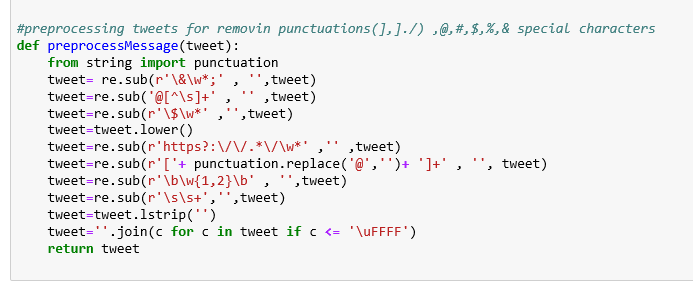 #preprocessing tweets for removin punctuations(],]./) ,@,#,$,%,& special characters
def preprocessMessage(tweet):
    from string import punctuation
    tweet= re.sub(r'\&\w*;' , '',tweet)
    tweet=re.sub('@[^\s]+' , '' ,tweet)
    tweet=re.sub(r'\$\w*' ,'',tweet)
    tweet=tweet.lower()
    tweet=re.sub(r'https?:\/\/.*\/\w*' ,'' ,tweet)
    tweet=re.sub(r'['+ punctuation.replace('@','')+ ']+' , '', tweet)
    tweet=re.sub(r'\b\w{1,2}\b' , '',tweet)
    tweet=re.sub(r'\s\s+','',tweet)
    tweet=tweet.lstrip('')
    tweet=''.join(c for c in tweet if c <= '\uFFFF')
    return tweet